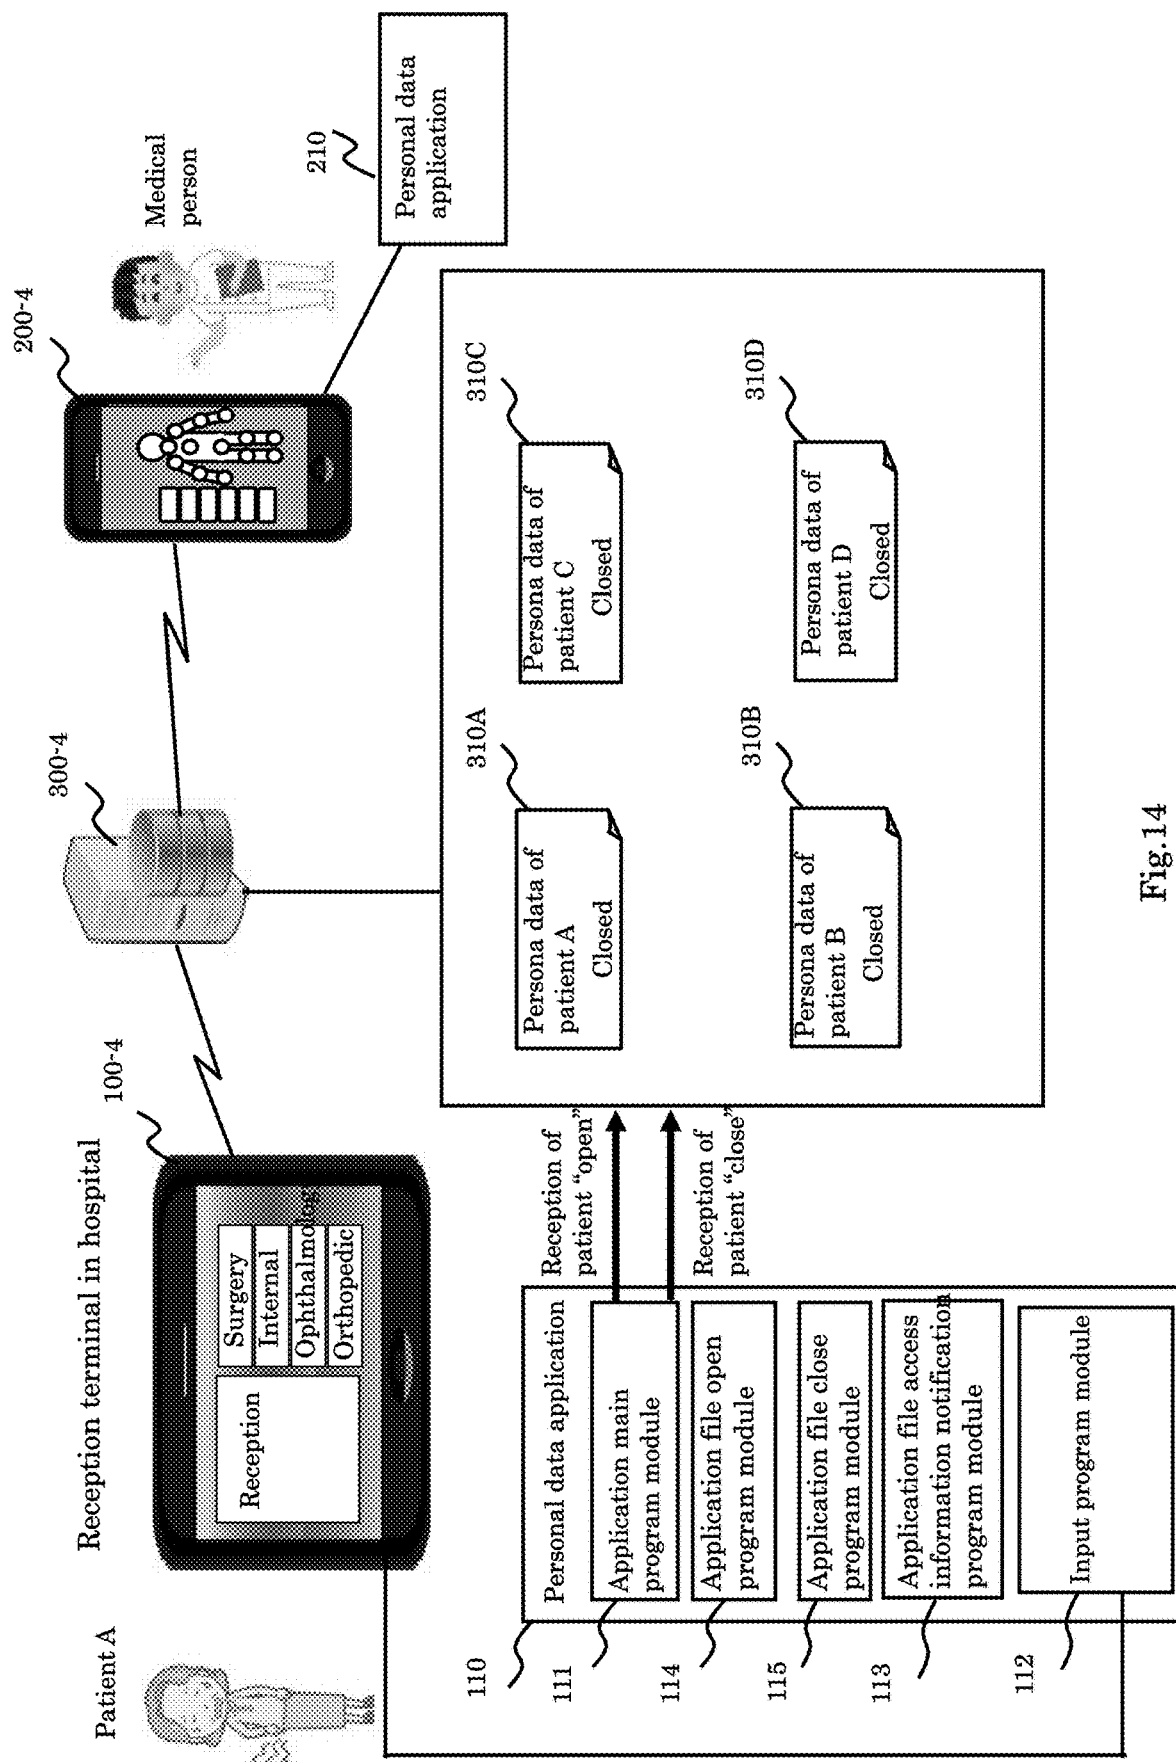 Patient A
Reception terminal in hospital
100-4
Reception
Surgery
Internal
Ophthalmolog
Orthopedic
300-4
200-4
Medical
person
210
Personal data
application
110
Personal data application
111
Application main
program module
114
Application file open
program module
115
Application file close
program module
113
Application file access
information notification
program module
112
Input program module
Reception of
patient “open”
Reception of
patient “close”
310A
Persona data of
patient A
Closed
310C
Persona data of
patient C
Closed
310B
Persona data of
patient B
Closed
310D
Persona data of
patient D
Closed
Fig.14